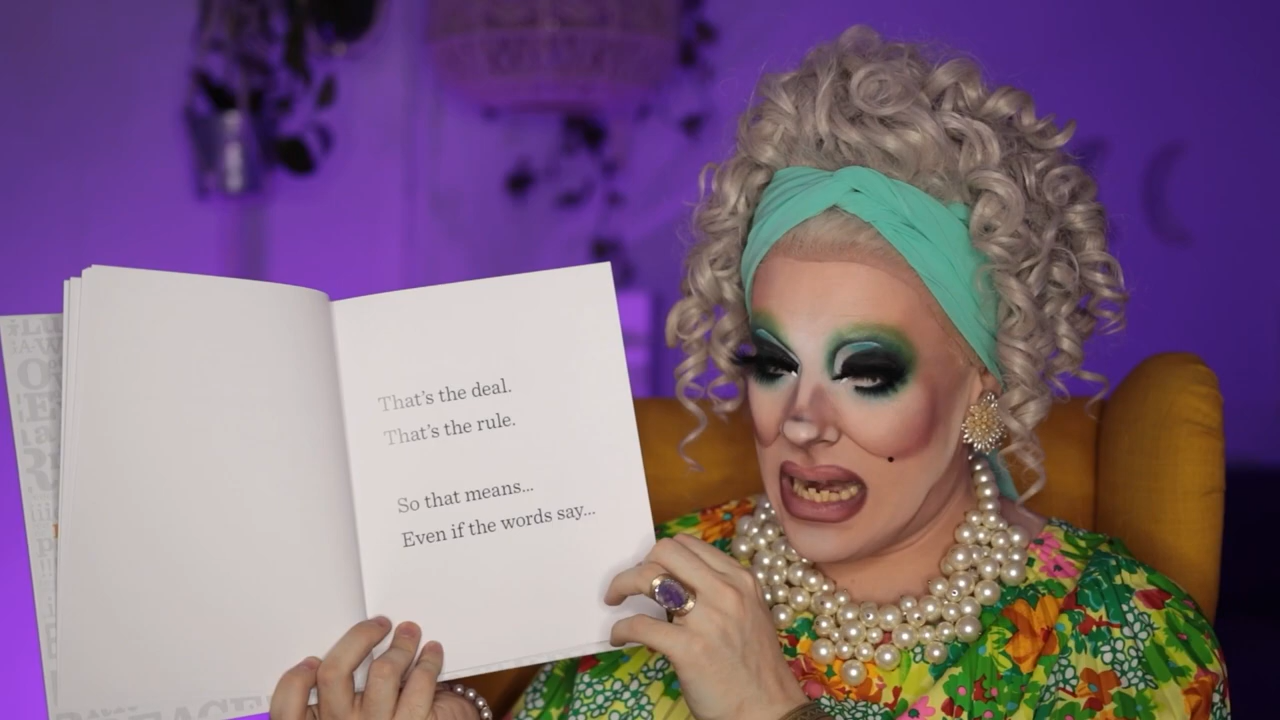 That's the deal.
That's the rule.
So that means...
Even if the words say...